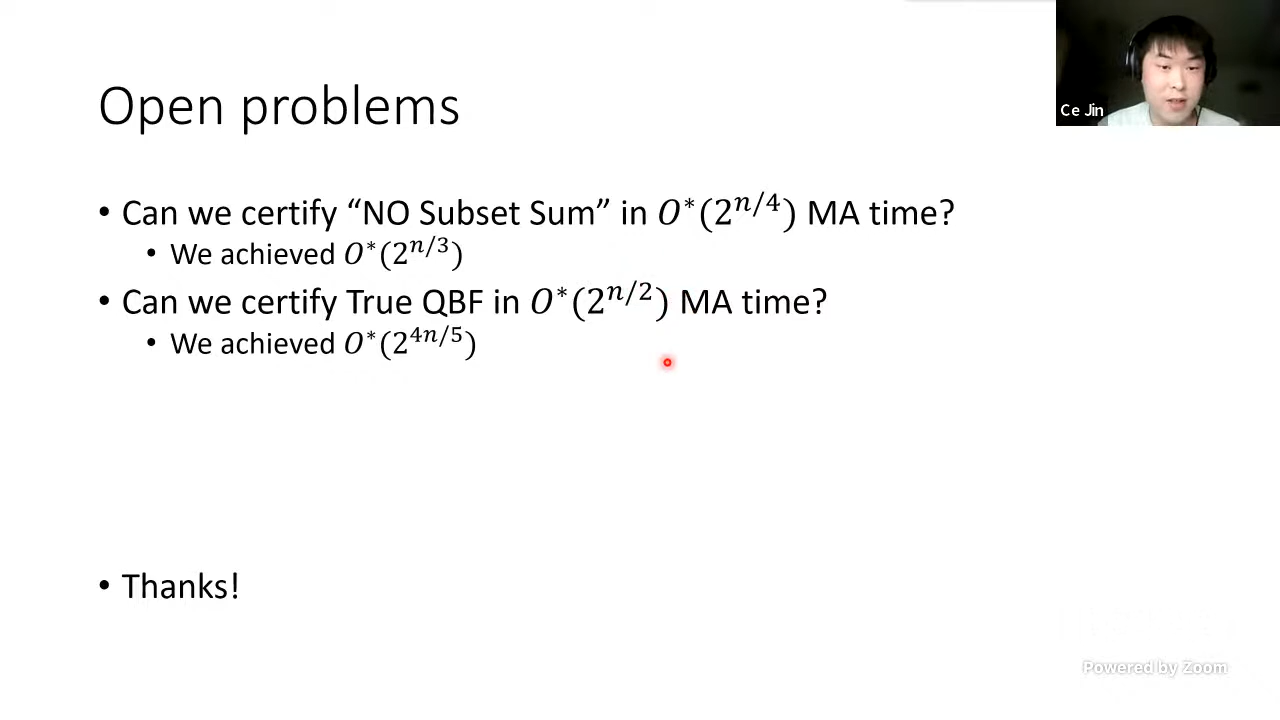 Open problems
• Can we certify “NO Subset Sum” in 𝑂*(2^{n/4}) MA time?
• We achieved 𝑂*(2^{n/3})
• Can we certify True QBF in 𝑂*(2^{n/2}) MA time?
• We achieved 𝑂*(2^{4n/5})
• Thanks!
Ce Jin
Powered by Zoom